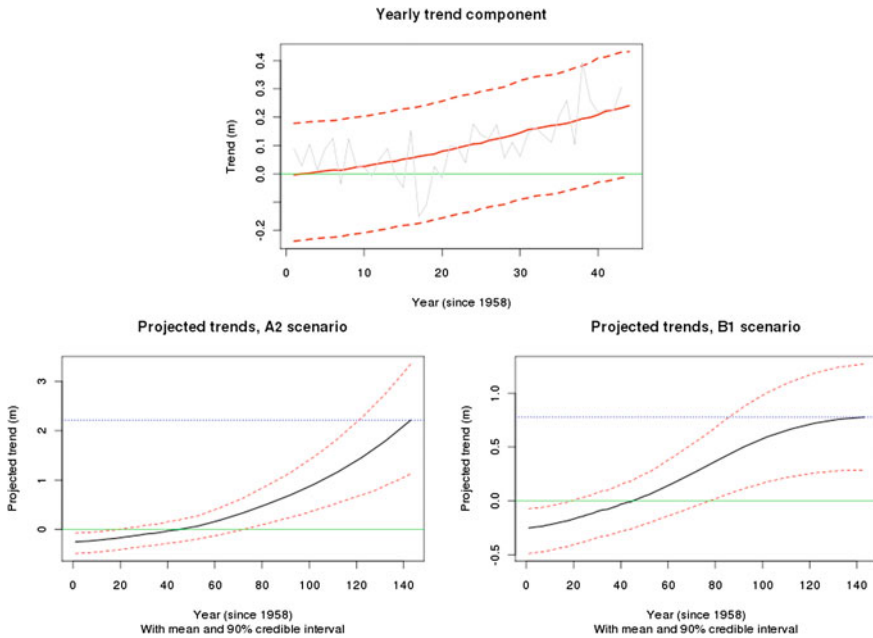 Yearly trend component
Trend (m)
0.4
0.3
0.2
0.1
0.0
-0.2
0 10 20 30 40
Year (since 1958)
Projected trends, A2 scenario
Projected trend (m)
3
2
1
0
0 20 40 60 80 100 120 140
Year (since 1958)
With mean and 90% credible interval
Projected trends, B1 scenario
Projected trend (m)
1.0
0.5
0.0
-0.5
0 20 40 60 80 100 120 140
Year (since 1958)
With mean and 90% credible interval